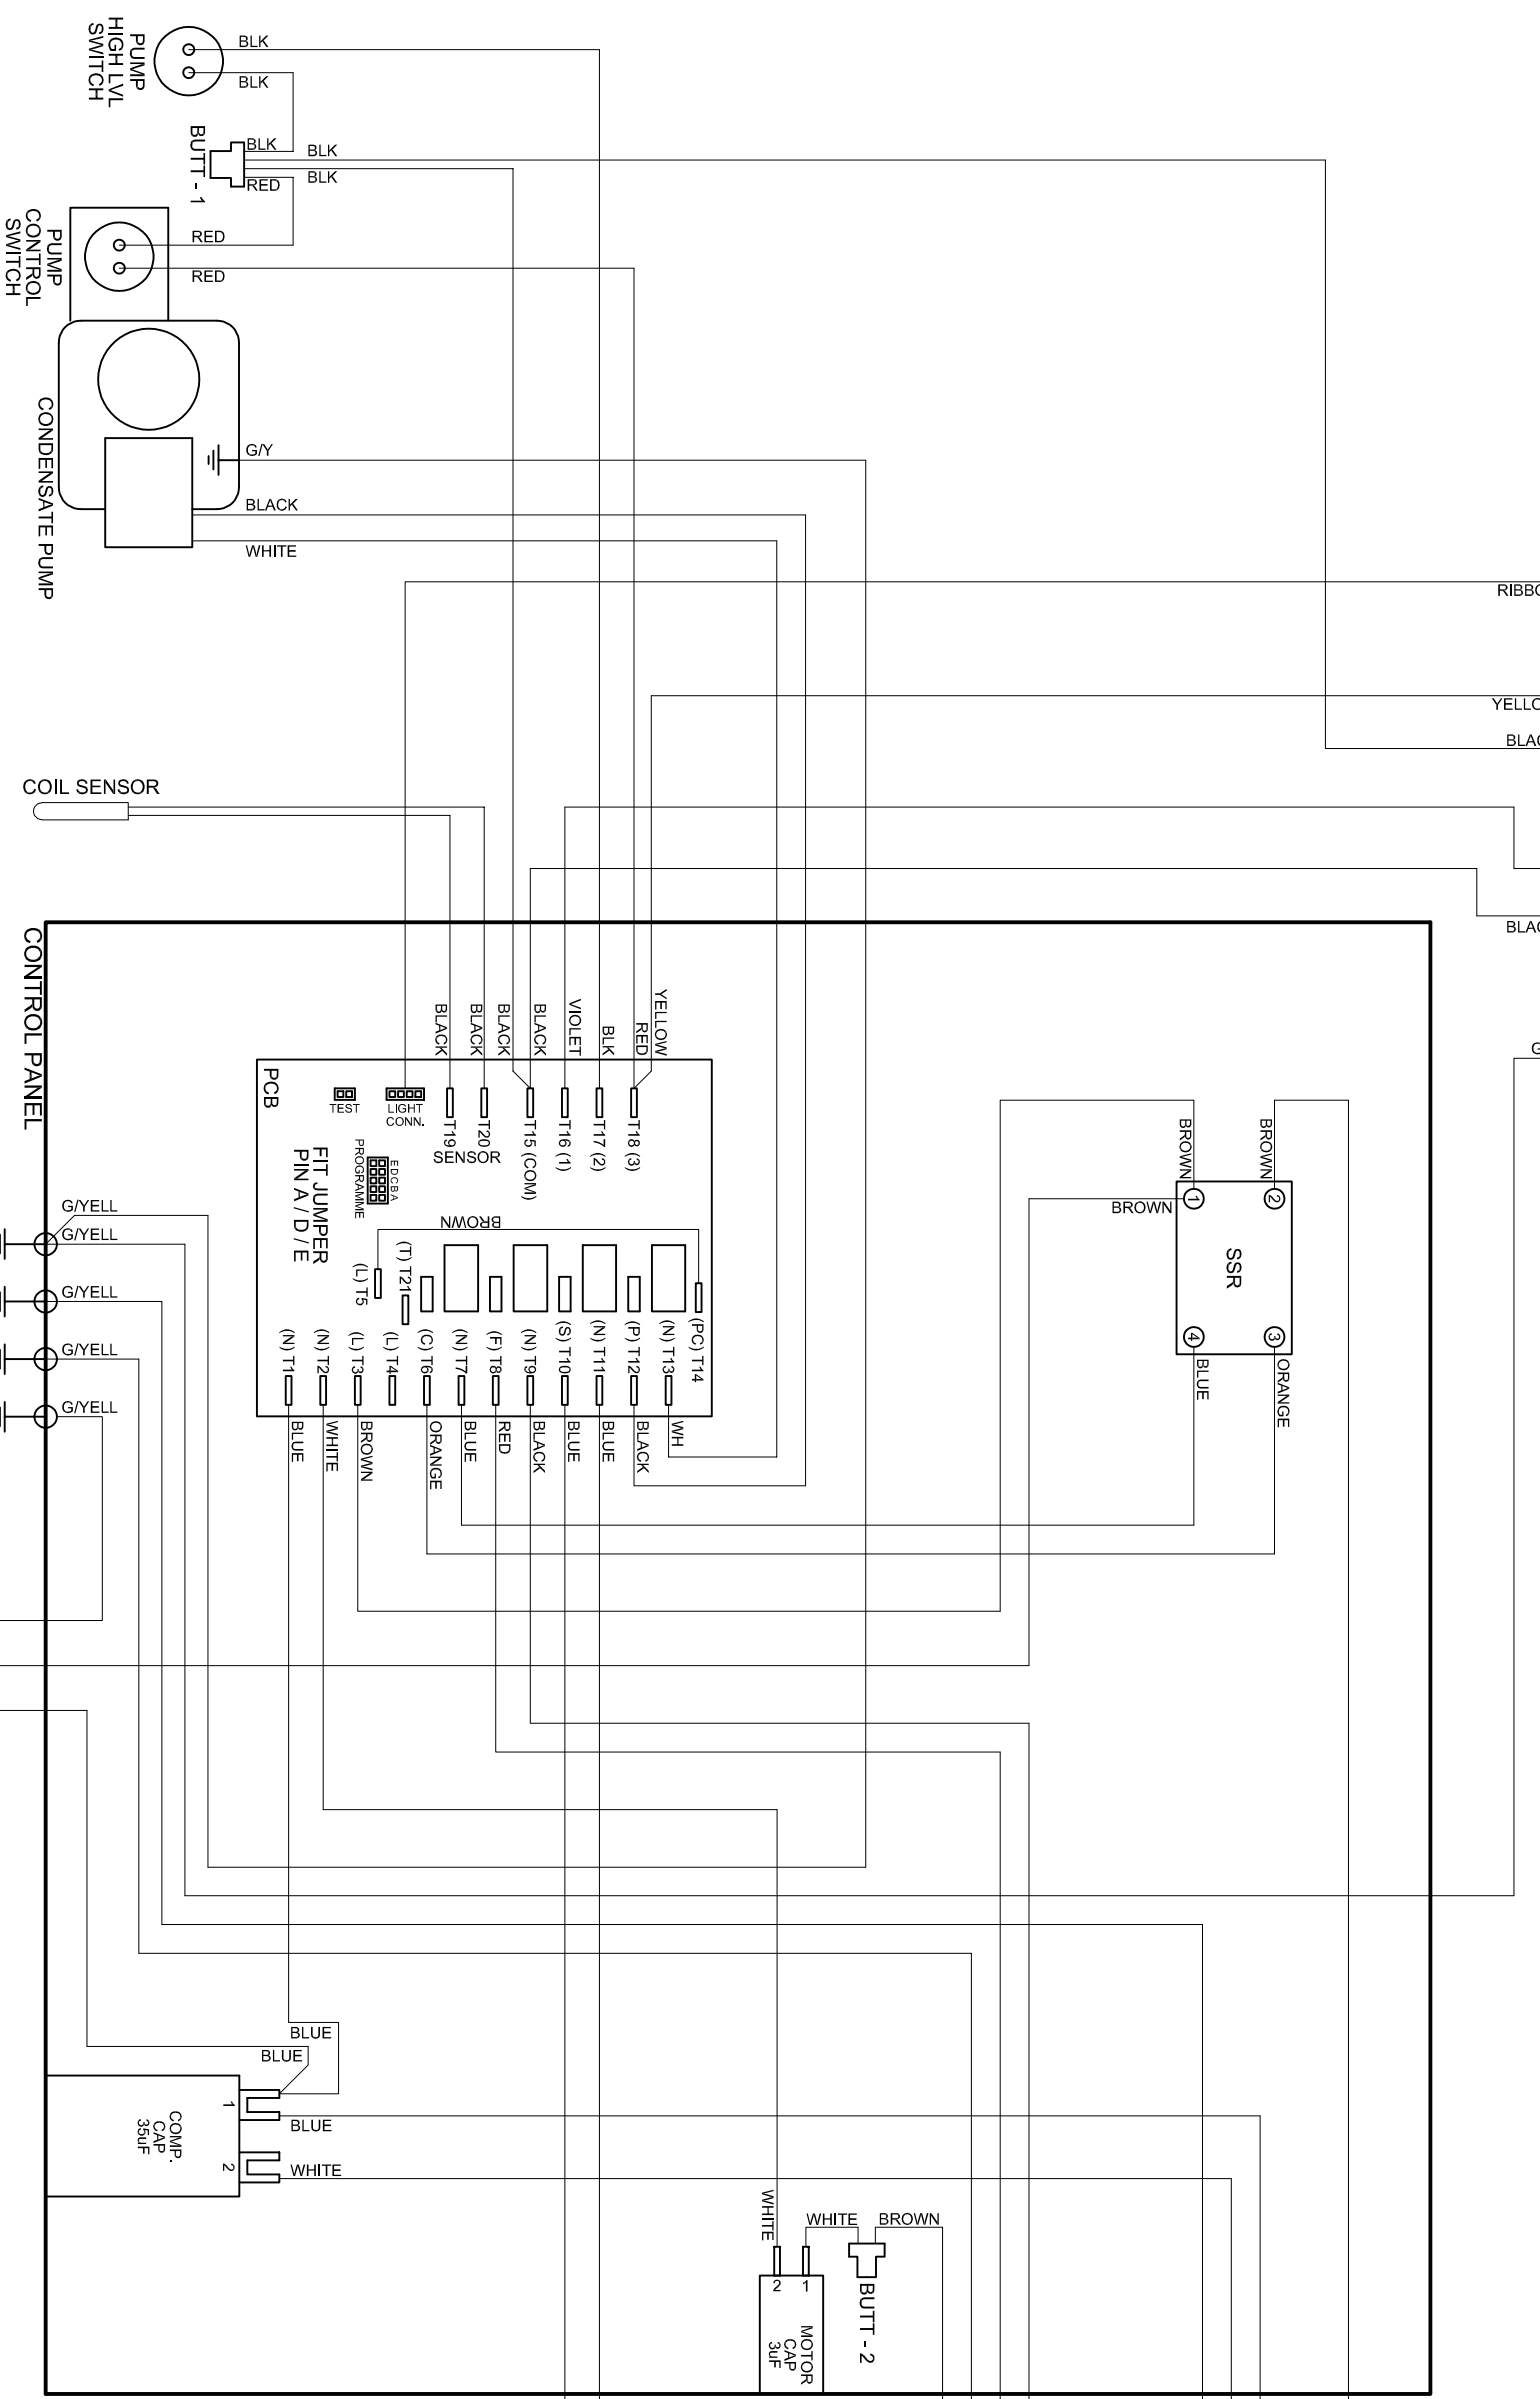 PUMP
HIGH LVL
SWITCH
BLK
BLK
BUTT - 1
BLK
BLK
BLK
RED
PUMP
CONTROL
SWITCH
RED
RED
CONDENSATE PUMP
G/Y
BLACK
WHITE
RIBBO
YELLO
BLAC
COIL SENSOR
BLAC
G
CONTROL PANEL
BLACK
BLACK
BLACK
BLACK
VIOLET
BLK
RED
YELLOW
PCB
TEST
LIGHT
CONN.
T19
T20
SENSOR
T15 (COM)
T16 (1)
T17 (2)
T18 (3)
FIT JUMPER
PIN A / D / E
PROGRAMME
E D C B A
BROWN
(L) T5
(T) T21
(N) T1
(N) T2
(L) T3
(L) T4
(C) T6
(N) T7
(F) T8
(N) T9
(S) T10
(N) T11
(P) T12
(N) T13
(PC) T14
BLUE
WHITE
BROWN
ORANGE
BLUE
RED
BLACK
BLUE
BLUE
BLACK
WH
BROWN
BROWN
BROWN
1
2
SSR
4
3
BLUE
ORANGE
G/YELL
G/YELL
G/YELL
G/YELL
G/YELL
BLUE
BLUE
1
BLUE
2
WHITE
COMP.
CAP
35uF
WHITE
WHITE
BROWN
2
1
BUTT - 2
MOTOR
CAP
3uF